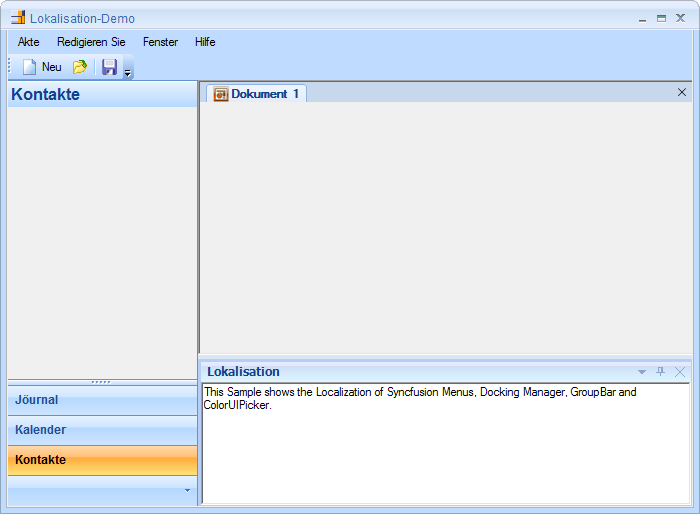 Lokalisation-Demo
Akte Redigieren Sie Fenster Hilfe
Neu
Kontakte
Dokument 1
Jöurnal
Kalender
Kontakte
Lokalisation
This Sample shows the Localization of Syncfusion Menus, Docking Manager, GroupBar and
ColorUIPicker.